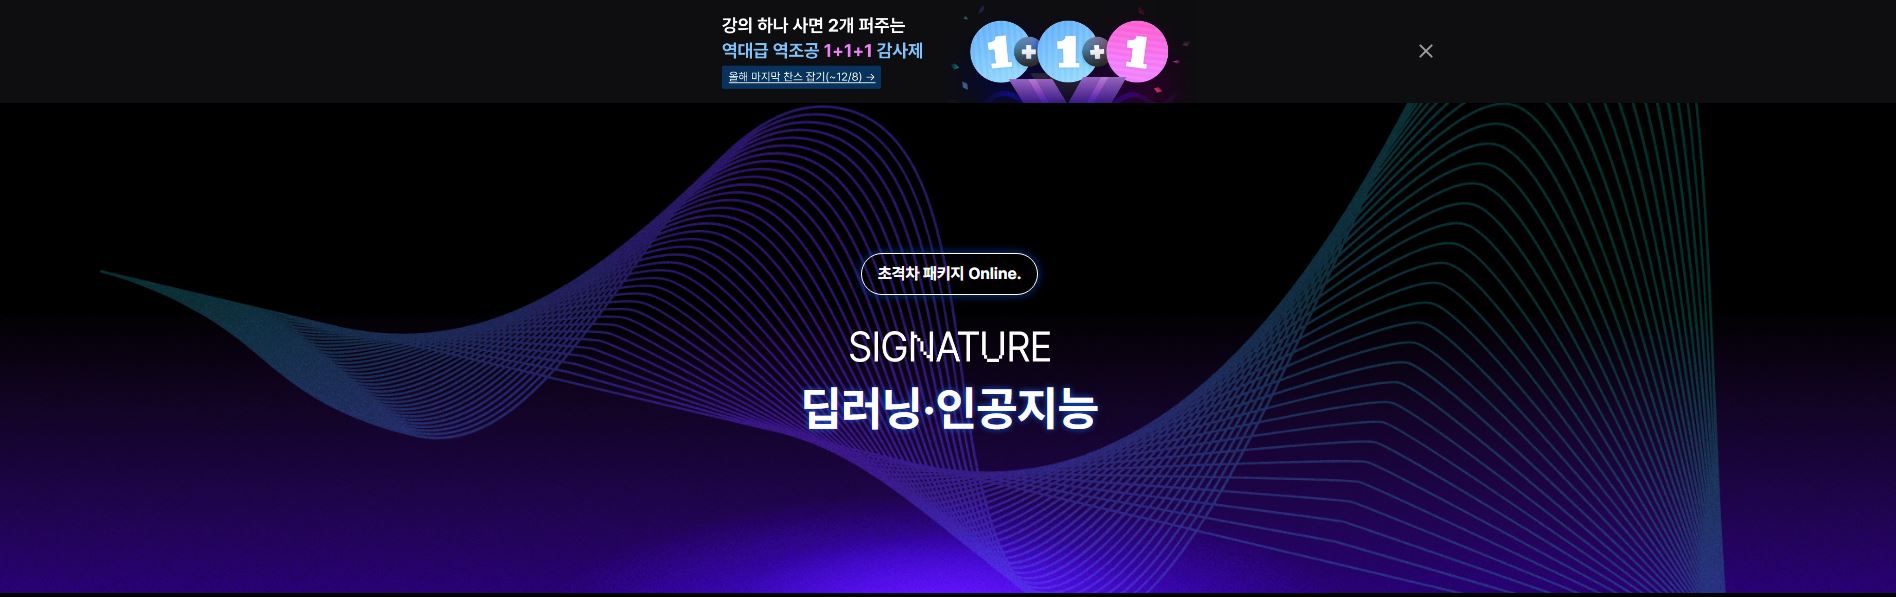 강의 하나 사면 2개 퍼주는
역대급 역조공 1+1+1 감사제
올해 마지막 찬스 잡기(~12/8) →
1+1+1
초격차 패키지 Online.
SIGNATURE
딥러닝·인공지능